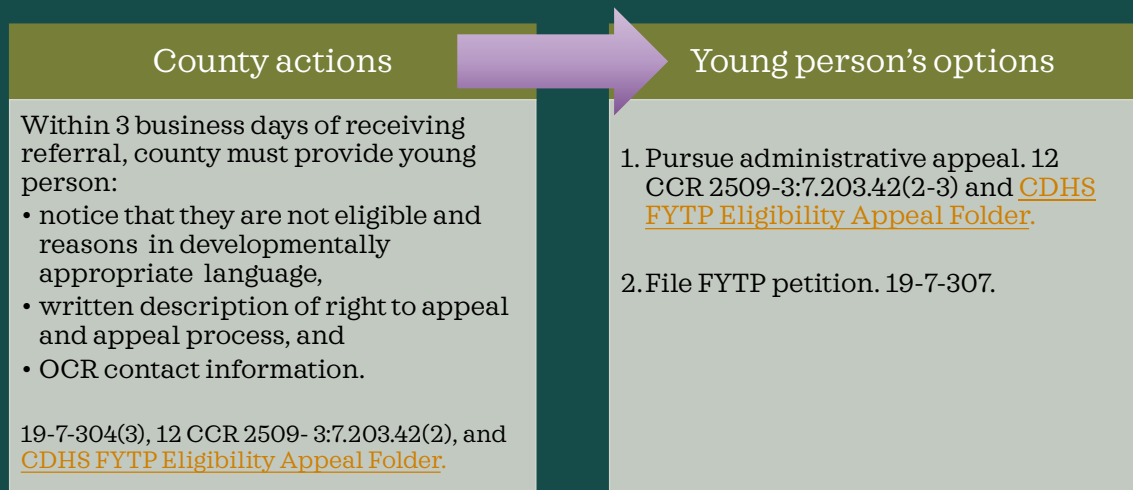 County actions
Within 3 business days of receiving
referral, county must provide young
person:
• notice that they are not eligible and
reasons in developmentally
appropriate language,
• written description of right to appeal
and appeal process, and
• OCR contact information.
19-7-304(3), 12 CCR 2509- 3:7.203.42(2), and
CDHS FYTP Eligibility Appeal Folder.
Young person's options
1. Pursue administrative appeal. 12
CCR 2509-3:7.203.42(2-3) and CDHS
FYTP Eligibility Appeal Folder.
2. File FYTP petition. 19-7-307.